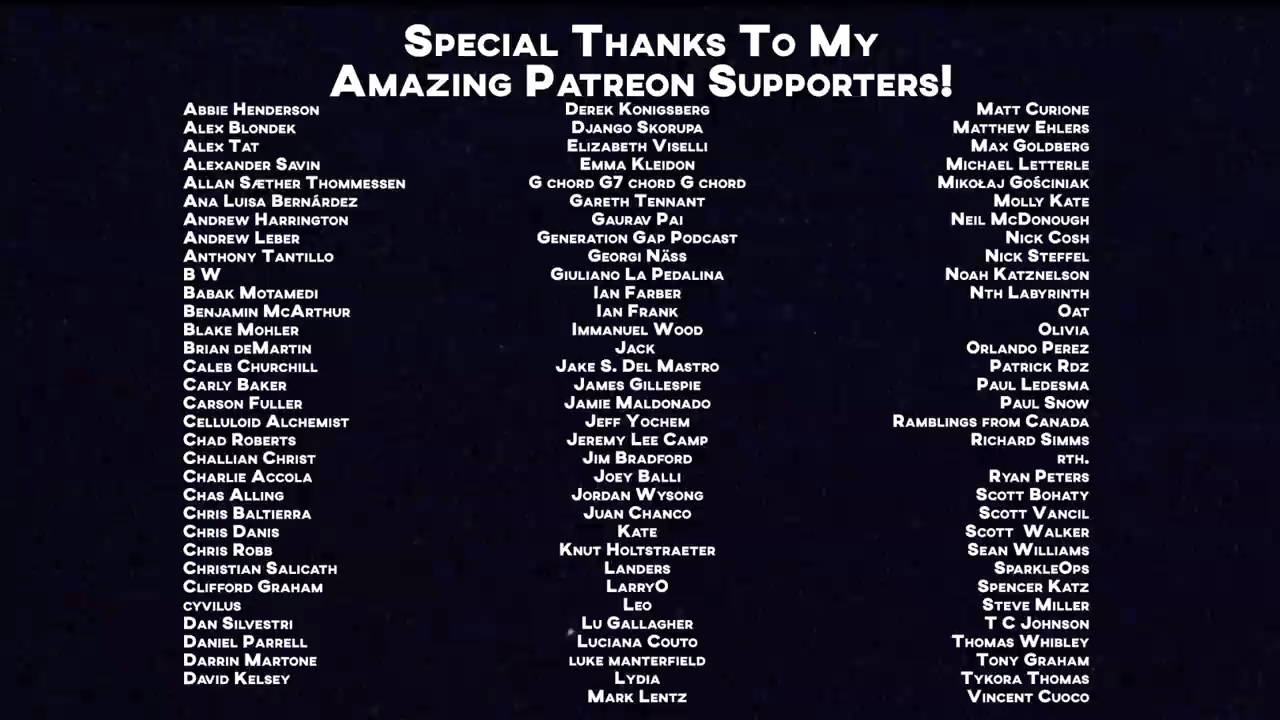 Special Thanks To My
Amazing Patreon Supporters!
Abbie Henderson
Alex Blondek
Alex Tat
Alexander Savin
Allan Sæther Thommessen
Ana Luisa Bernárdez
Andrew Harrington
Andrew Leber
Anthony Tantillo
B W
Babak Motamedi
Benjamin McArthur
Blake Mohler
Brian deMartin
Caleb Churchill
Carly Baker
Carson Fuller
Celluloid Alchemist
Chad Roberts
Challian Christ
Charlie Accola
Chas Alling
Chris Baltierra
Chris Danis
Chris Robb
Christian Salicath
Clifford Graham
cyvilus
Dan Silvestri
Daniel Parrell
Darrin Martone
David Kelsey
Derek Konigsberg
Django Skorupa
Elizabeth Viselli
Emma Kleidon
G chord G7 chord G chord
Gareth Tennant
Gaurav Pai
Generation Gap Podcast
Georgi Näss
Giuliano La Pedalina
Ian Farber
Ian Frank
Immanuel Wood
Jack
Jake S. Del Mastro
James Gillespie
Jamie Maldonado
Jeff Yochem
Jeremy Lee Camp
Jim Bradford
Joey Balli
Jordan Wysong
Juan Chanco
Kate
Knut Holtstraeter
Landers
LarryO
Leo
Lu Gallagher
Luciana Couto
luke manterfield
Lydia
Mark Lentz
Matt Curione
Matthew Ehlers
Max Goldberg
Michael Letterle
Mikołaj Gościniak
Molly Kate
Neil McDonough
Nick Cosh
Nick Steffel
Noah Katznelson
Nth Labyrinth
Oat
Olivia
Orlando Perez
Patrick Rdz
Paul Ledesma
Paul Snow
Ramblings from Canada
Richard Simms
rth.
Ryan Peters
Scott Bohaty
Scott Vancil
Scott  Walker
Sean Williams
SparkleOps
Spencer Katz
Steve Miller
T C Johnson
Thomas Whibley
Tony Graham
Tykora Thomas
Vincent Cuoco